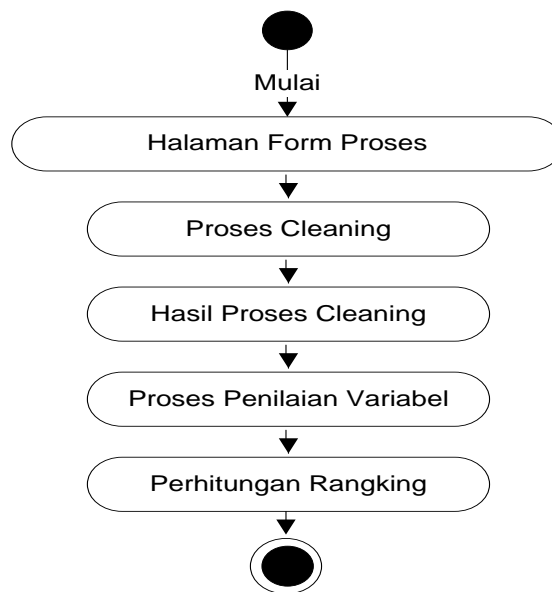 Mulai
Halaman Form Proses
Proses Cleaning
Hasil Proses Cleaning
Proses Penilaian Variabel
Perhitungan Rangking